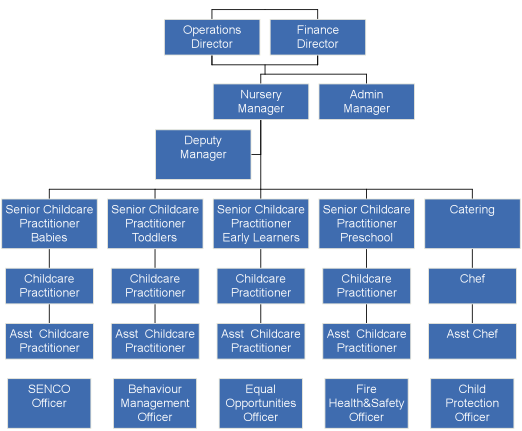 Operations
Director
Finance
Director
Nursery
Manager
Admin
Manager
Deputy
Manager
Senior Childcare
Practitioner
Babies
Senior Childcare
Practitioner
Toddlers
Senior Childcare
Practitioner
Early Learners
Senior Childcare
Practitioner
Preschool
Catering
Childcare
Practitioner
Childcare
Practitioner
Childcare
Practitioner
Childcare
Practitioner
Chef
Asst Childcare
Practitioner
Asst Childcare
Practitioner
Asst Childcare
Practitioner
Asst Childcare
Practitioner
Asst Chef
SENCO
Officer
Behaviour
Management
Officer
Equal
Opportunities
Officer
Fire
Health&Safety
Officer
Child
Protection
Officer